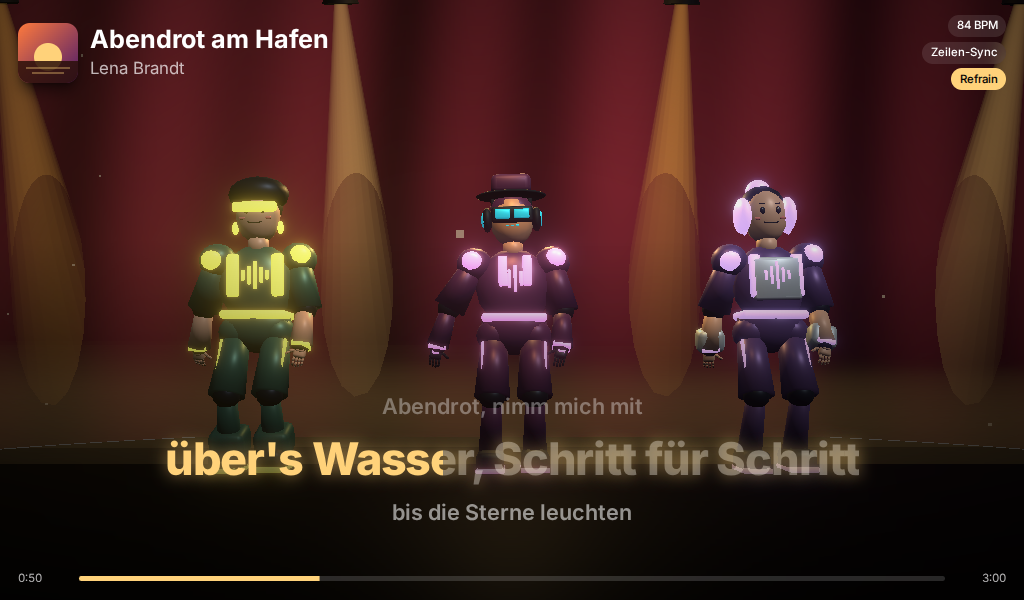 Abendrot am Hafen
Lena Brandt
84 BPM
Zeilen-Sync
Refrain
Abendrot, nimm mich mit
über's Wasser, Schritt für Schritt
bis die Sterne leuchten
0:50
3:00